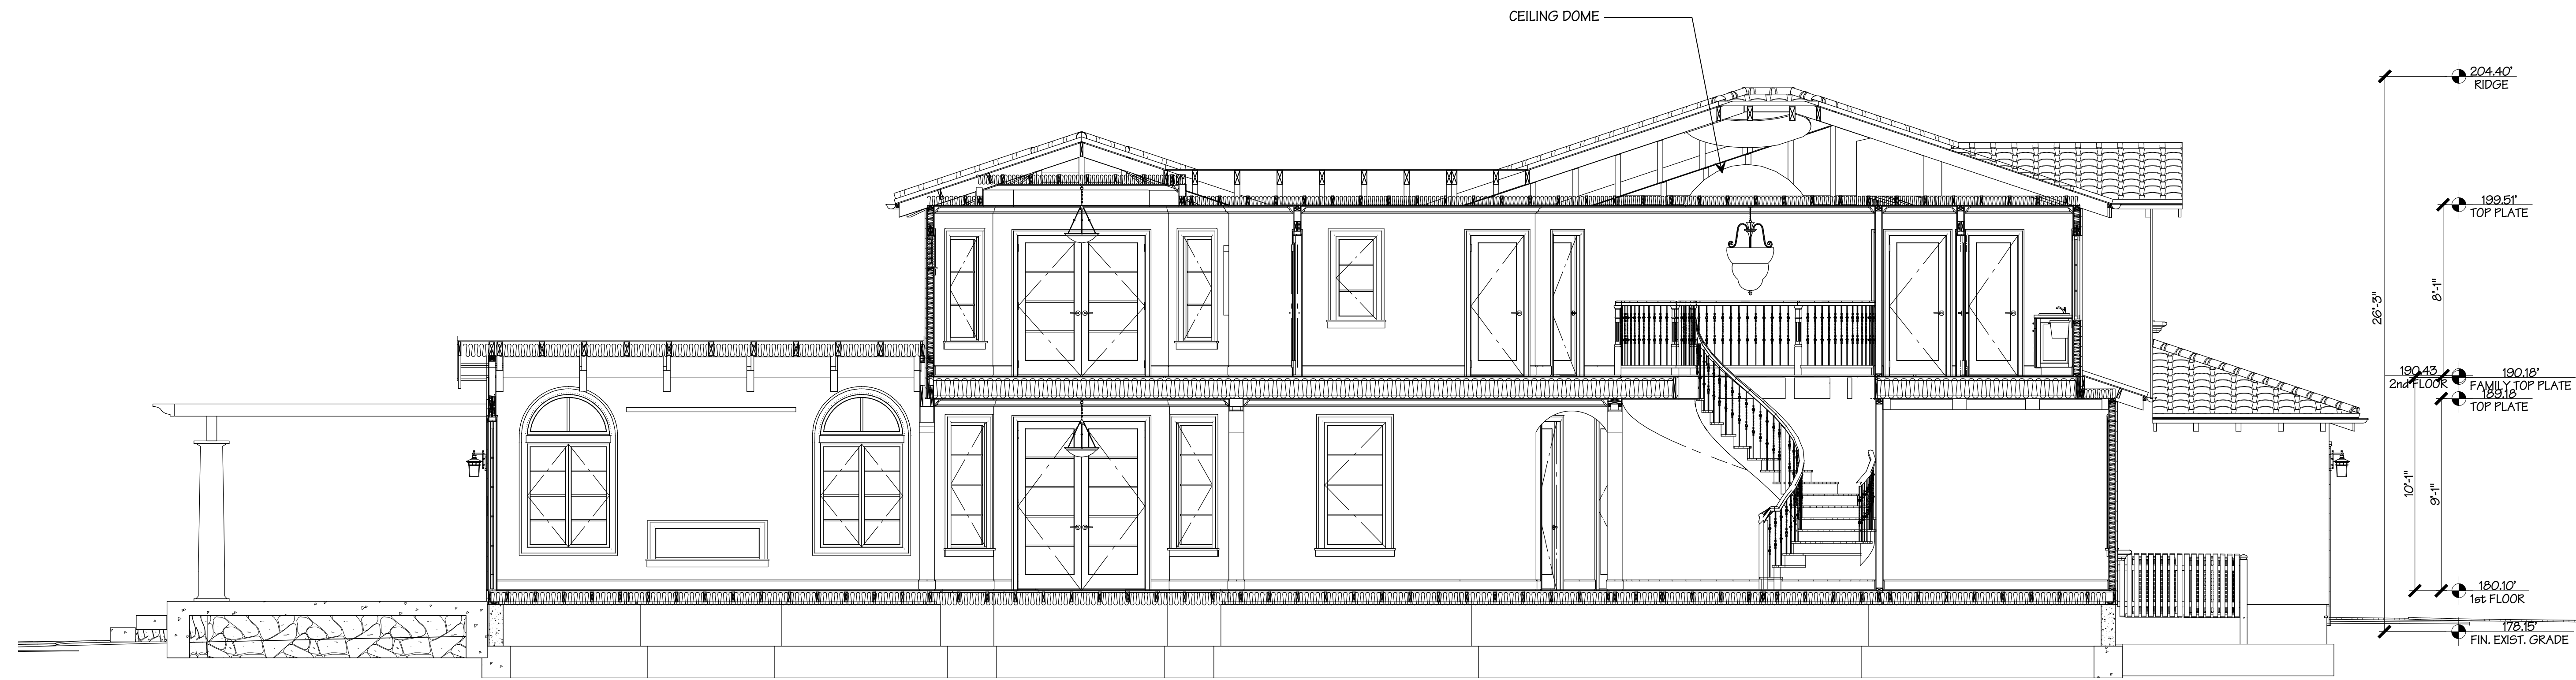 CEILING DOME
204.40'
RIDGE
199.51'
TOP PLATE
8'-1"
26'-3"
190.43
2nd FLOOR
190.18'
FAMILY TOP PLATE
189.18
TOP PLATE
10'-1"
9'-1"
180.10'
1st FLOOR
178.15'
FIN. EXIST. GRADE